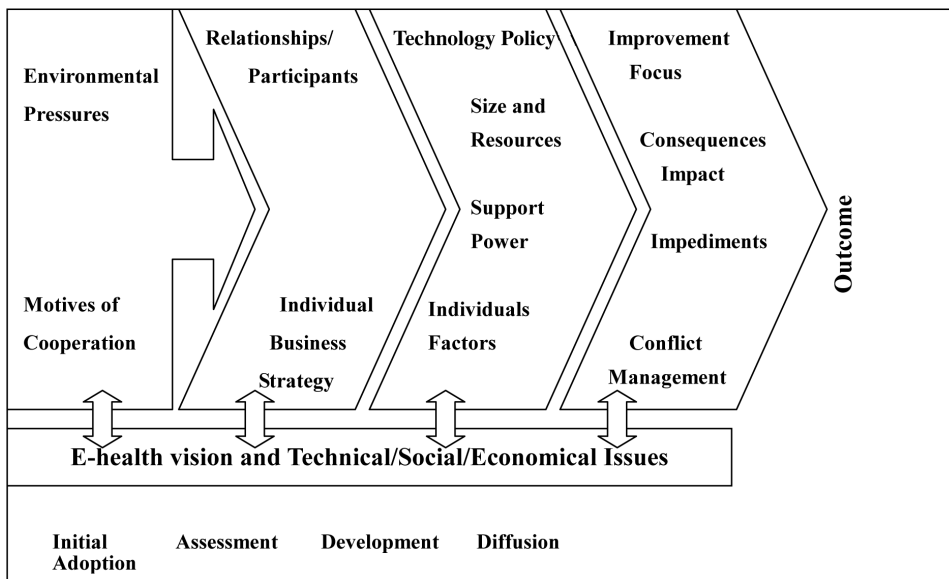 Environmental
Pressures
Motives of
Cooperation
Relationships/
Participants
Individual
Business
Strategy
Technology Policy
Size and
Resources
Support
Power
Individuals
Factors
Improvement
Focus
Consequences
Impact
Impediments
Conflict
Management
Outcome
E-health vision and Technical/Social/Economical Issues
Initial
Adoption
Assessment
Development
Diffusion